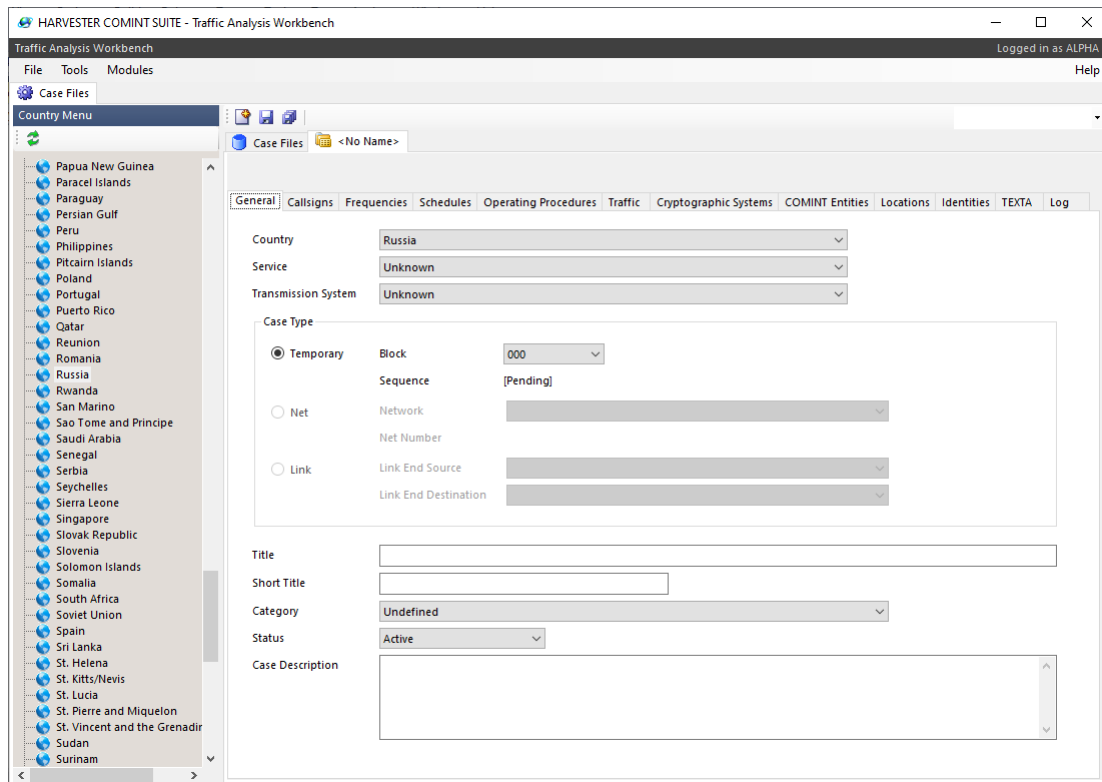 HARVESTER COMINT SUITE - Traffic Analysis Workbench
Traffic Analysis Workbench Logged in as ALPHA
File Tools Modules Help
Case Files
Country Menu
Papua New Guinea
Paracel Islands
Paraguay
Persian Gulf
Peru
Philippines
Pitcairn Islands
Poland
Portugal
Puerto Rico
Qatar
Reunion
Romania
Russia
Rwanda
San Marino
Sao Tome and Principe
Saudi Arabia
Senegal
Serbia
Seychelles
Sierra Leone
Singapore
Slovak Republic
Slovenia
Solomon Islands
Somalia
South Africa
Soviet Union
Spain
Sri Lanka
St. Helena
St. Kitts/Nevis
St. Lucia
St. Pierre and Miquelon
St. Vincent and the Grenadir
Sudan
Surinam
Case Files <No Name>
General Callsigns Frequencies Schedules Operating Procedures Traffic Cryptographic Systems COMINT Entities Locations Identities TEXTA Log
Country Russia
Service Unknown
Transmission System Unknown
Case Type
Temporary Block 000
Sequence [Pending]
Net Network
Net Number
Link Link End Source
Link End Destination
Title
Short Title
Category Undefined
Status Active
Case Description